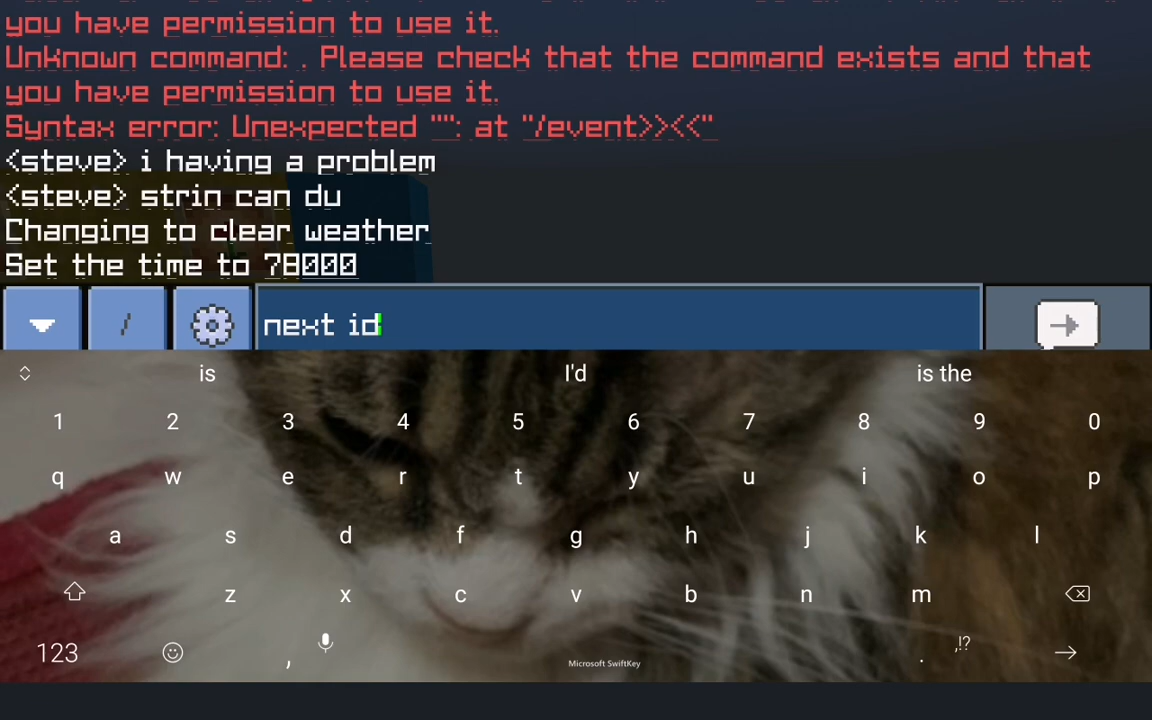 you have permission to use it.
Unknown command: . Please check that the command exists and that
you have permission to use it.
Syntax error: Unexpected "": at "/event>><<"
<steve> i having a problem
<steve> strin can du
Changing to clear weather
Set the time to 78000
/ next id
is I'd is the
1 2 3 4 5 6 7 8 9 0
q w e r t y u i o p
a s d f g h j k l
z x c v b n m
123 , Microsoft SwiftKey . ,!?